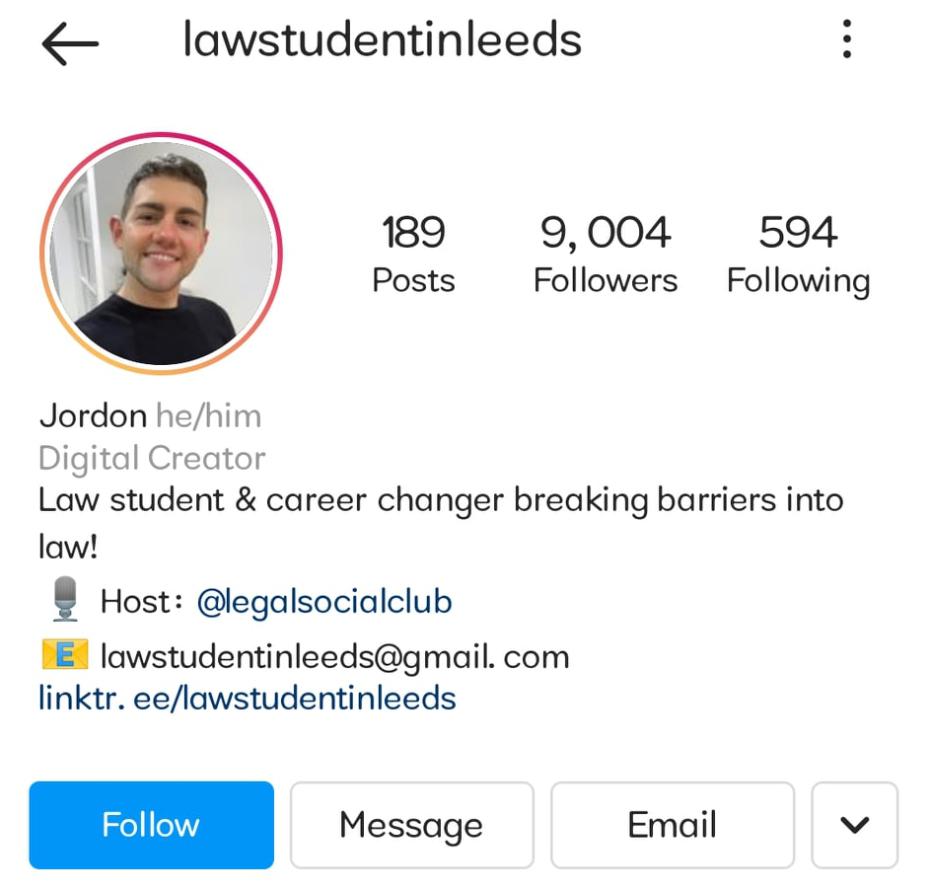 lawstudentinleeds
189
Posts
9,004
Followers
594
Following
Jordon he/him
Digital Creator
Law student & career changer breaking barriers into
law!
Host: @legalsocialclub
E lawstudentinleeds@gmail. com
linktr. ee/lawstudentinleeds
Follow
Message
Email